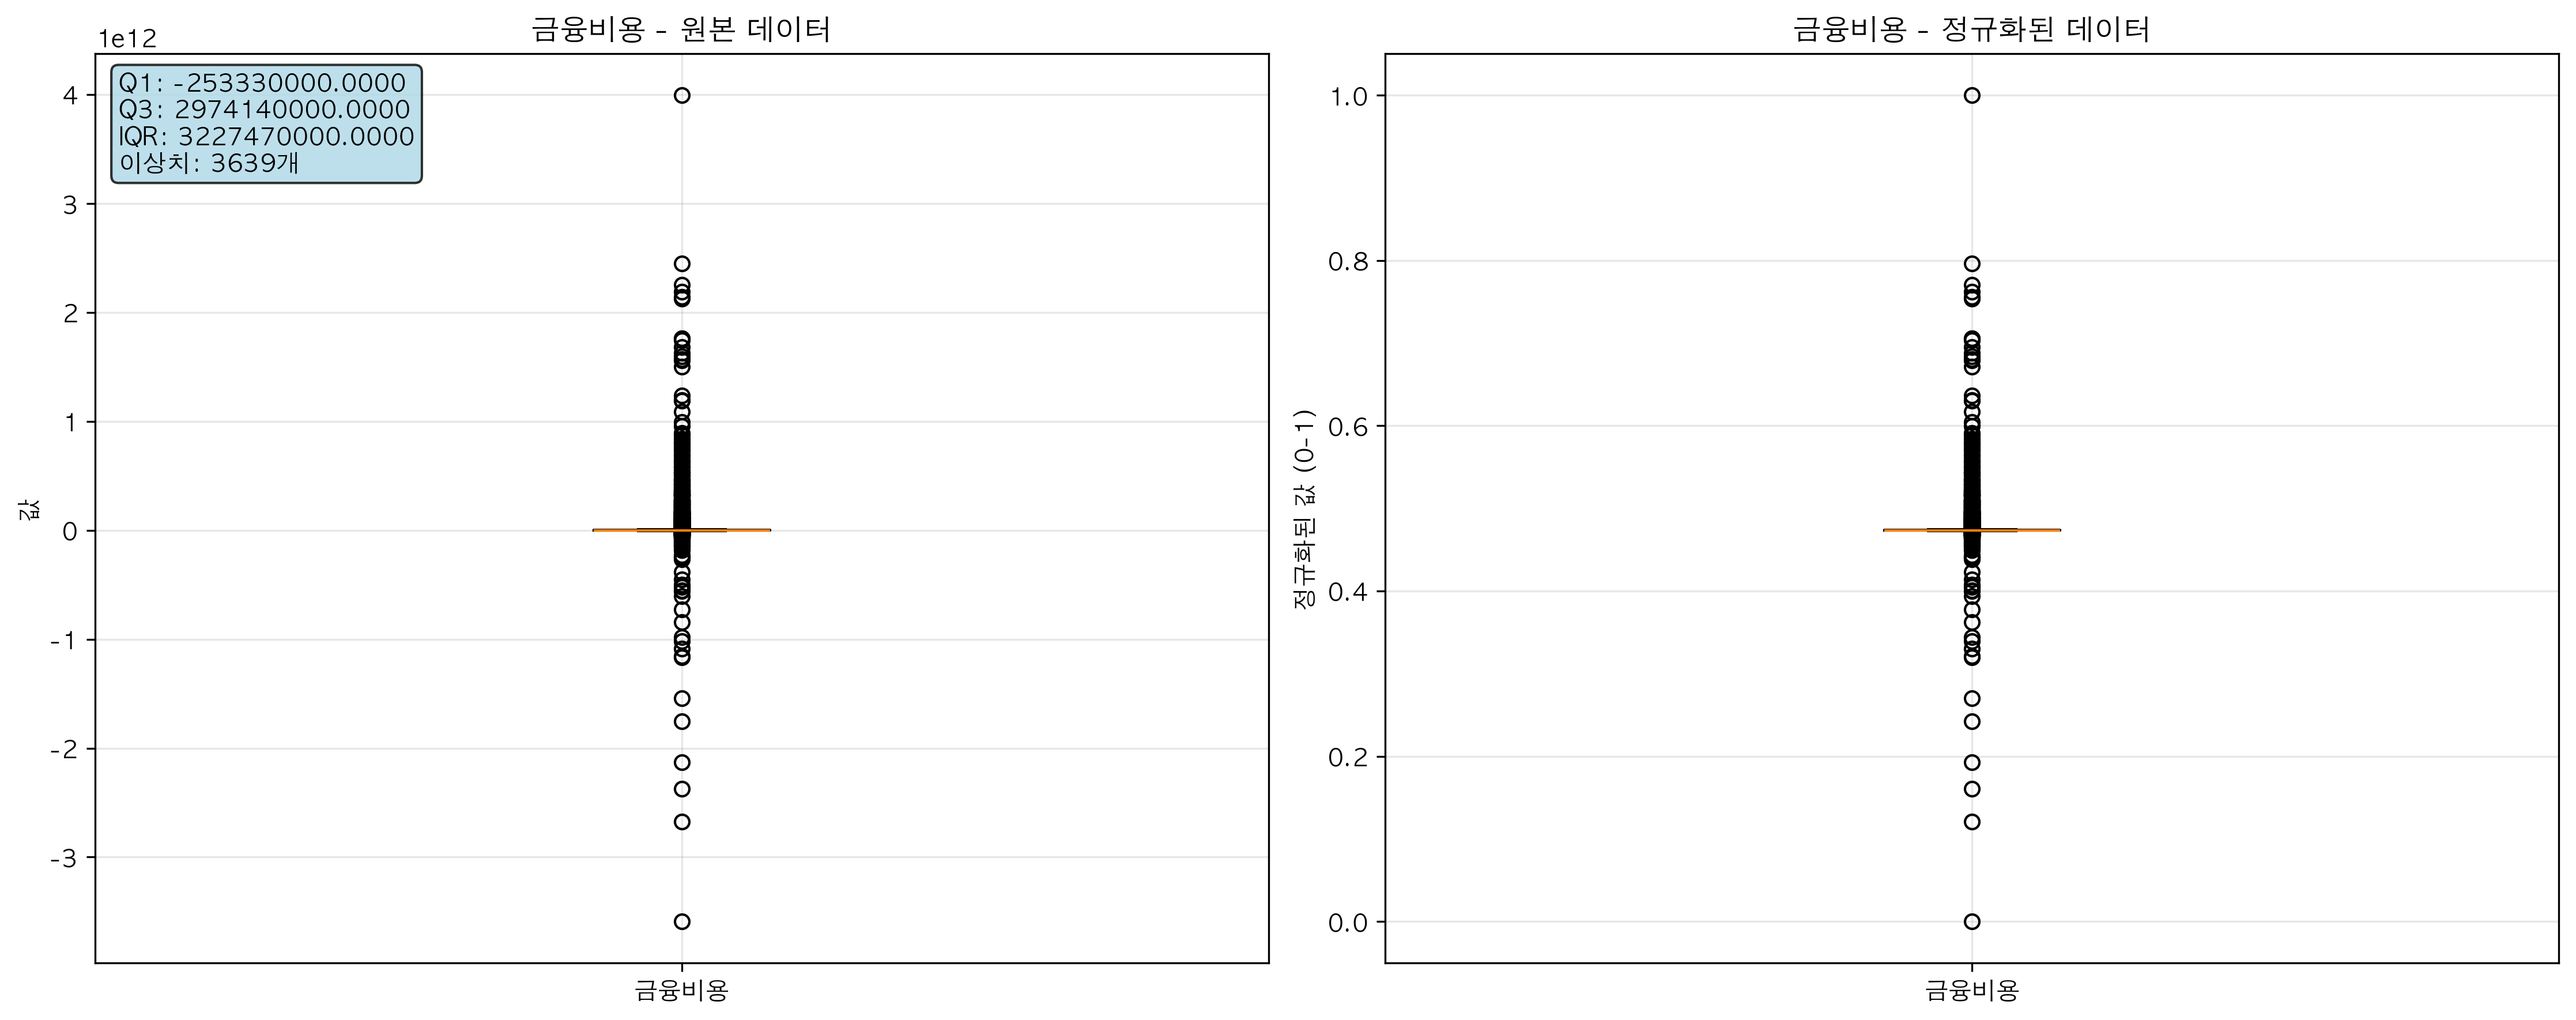 금융비용 - 원본 데이터
1e12
Q1: -253330000.0000
Q3: 2974140000.0000
IQR: 3227470000.0000
이상치: 3639개
4
3
2
1
0
-1
-2
-3
값
금융비용
금융비용 - 정규화된 데이터
1.0
0.8
0.6
0.4
0.2
0.0
정규화된 값 (0-1)
금융비용